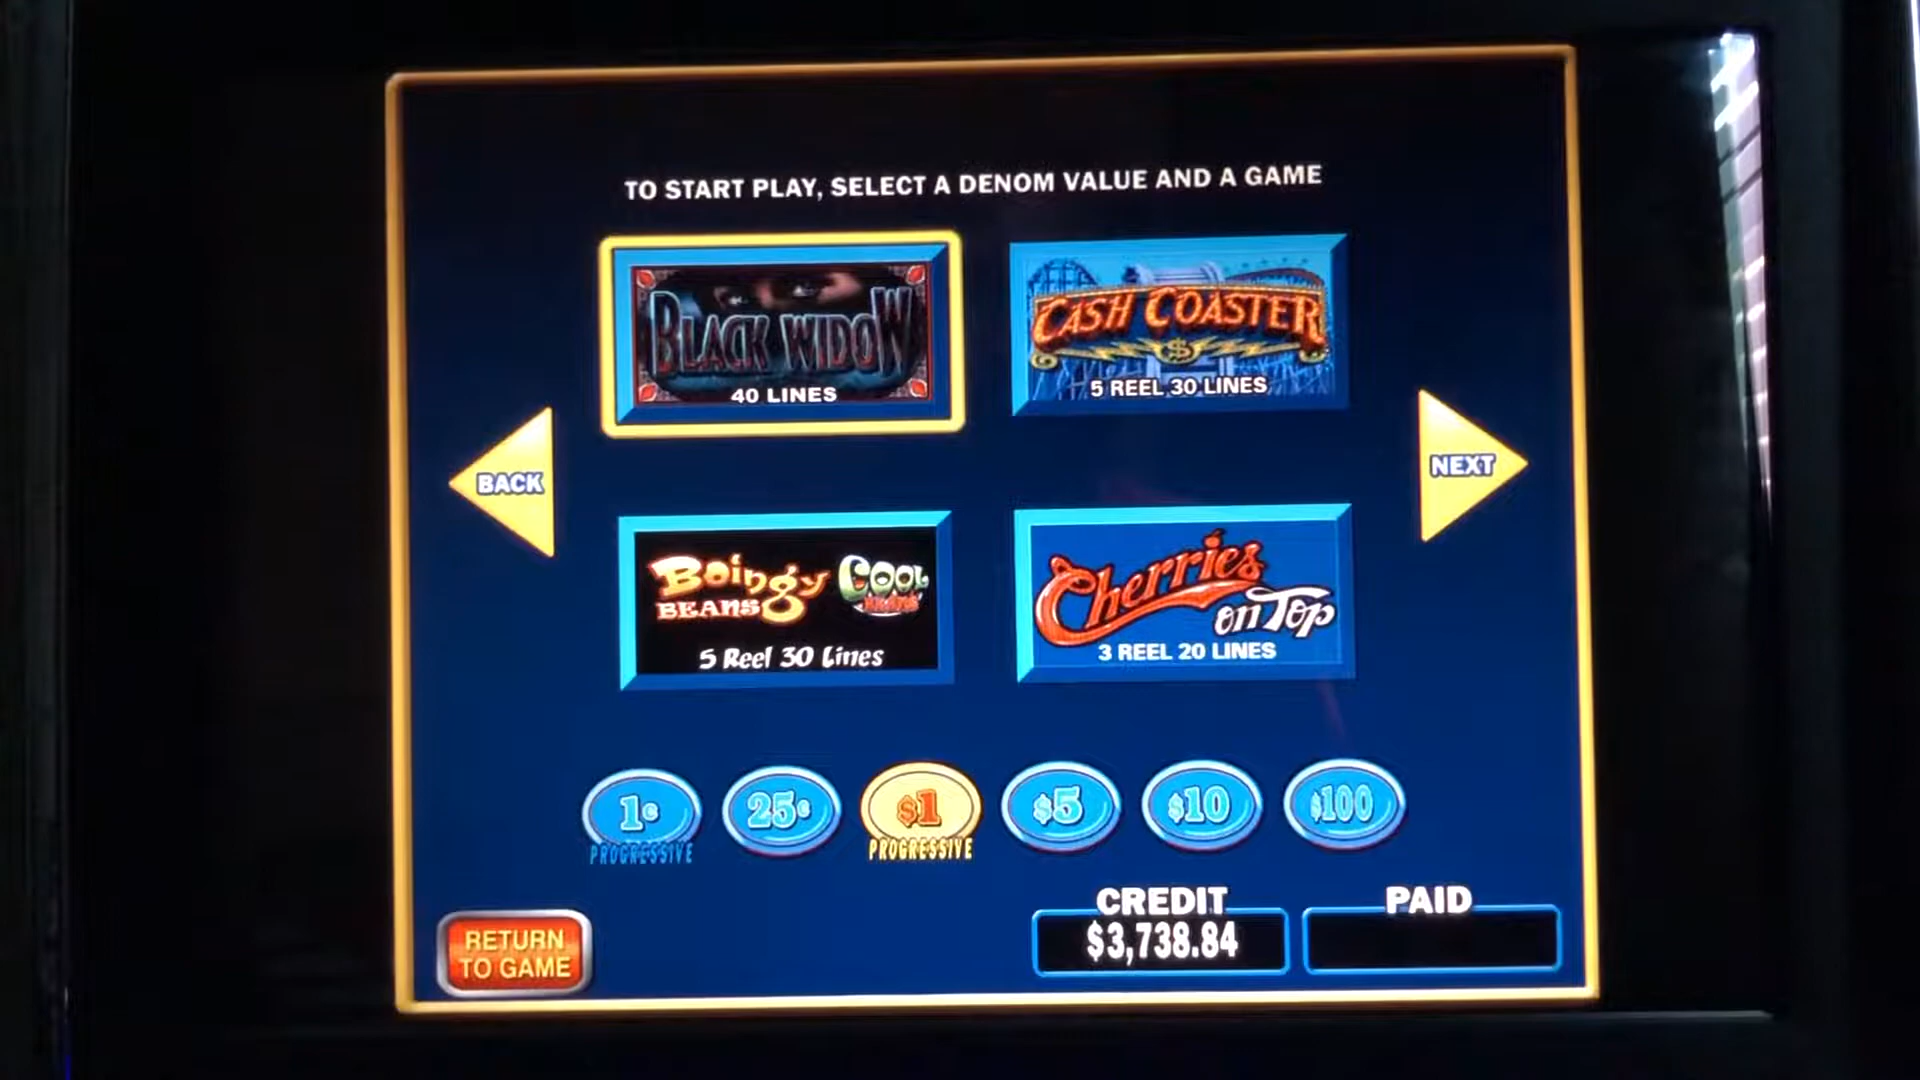 TO START PLAY, SELECT A DENOM VALUE AND A GAME
BLACK WIDOW
40 LINES
CASH COASTER
$
5 REEL 30 LINES
BACK
NEXT
Boingy
BEANS
COOL
BEANS
5 Reel 30 Lines
Cherries
on Top
3 REEL 20 LINES
1¢
PROGRESSIVE
25¢
$1
PROGRESSIVE
$5
$10
$100
RETURN
TO GAME
CREDIT
$3,738.84
PAID